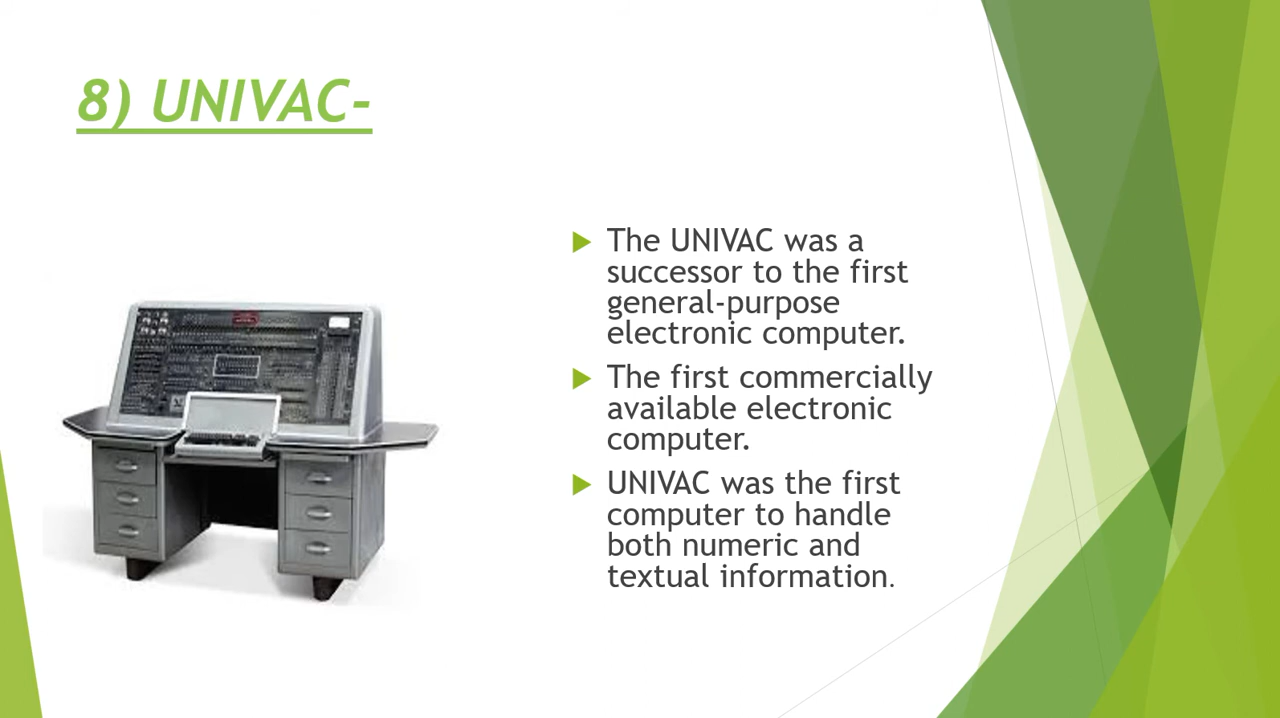 8) UNIVAC-
The UNIVAC was a
successor to the first
general-purpose
electronic computer.
The first commercially
available electronic
computer.
UNIVAC was the first
computer to handle
both numeric and
textual information.